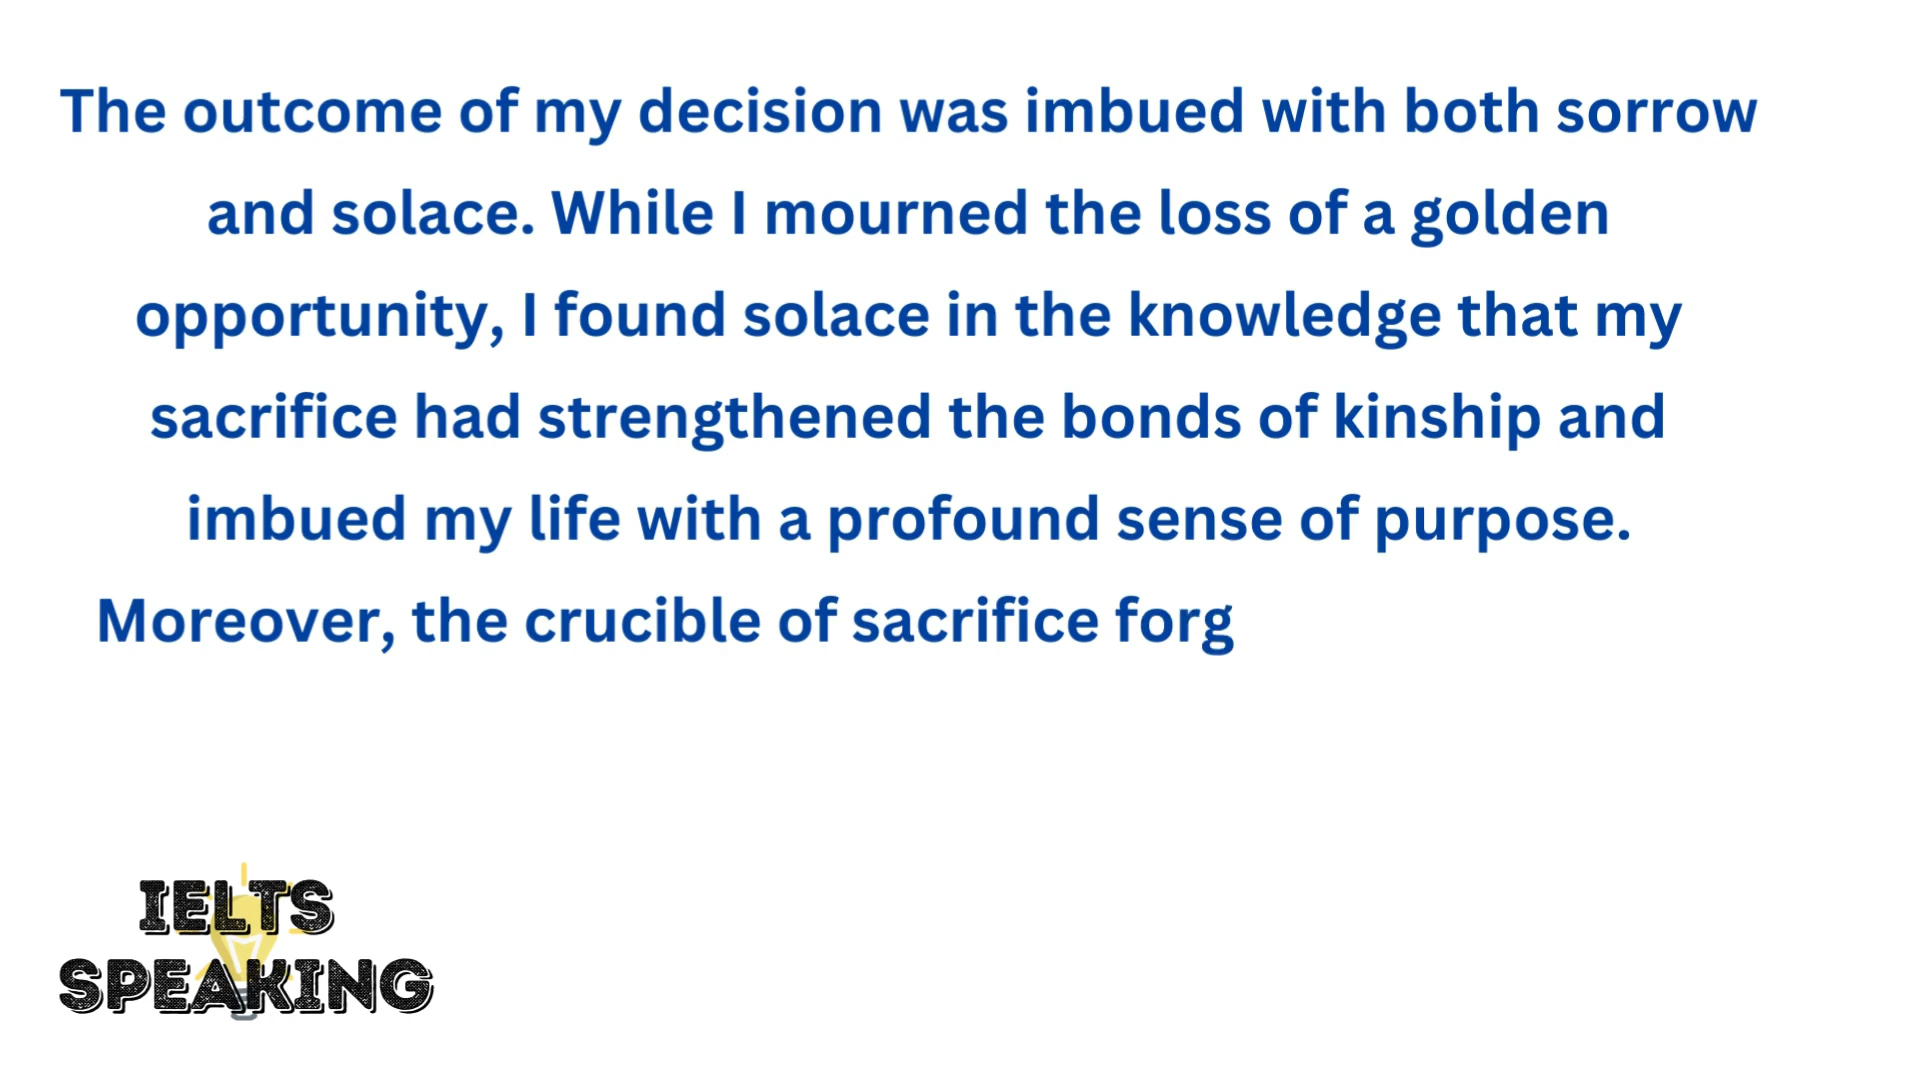 The outcome of my decision was imbued with both sorrow
and solace. While I mourned the loss of a golden
opportunity, I found solace in the knowledge that my
sacrifice had strengthened the bonds of kinship and
imbued my life with a profound sense of purpose.
Moreover, the crucible of sacrifice forg
IELTS
SPEAKING